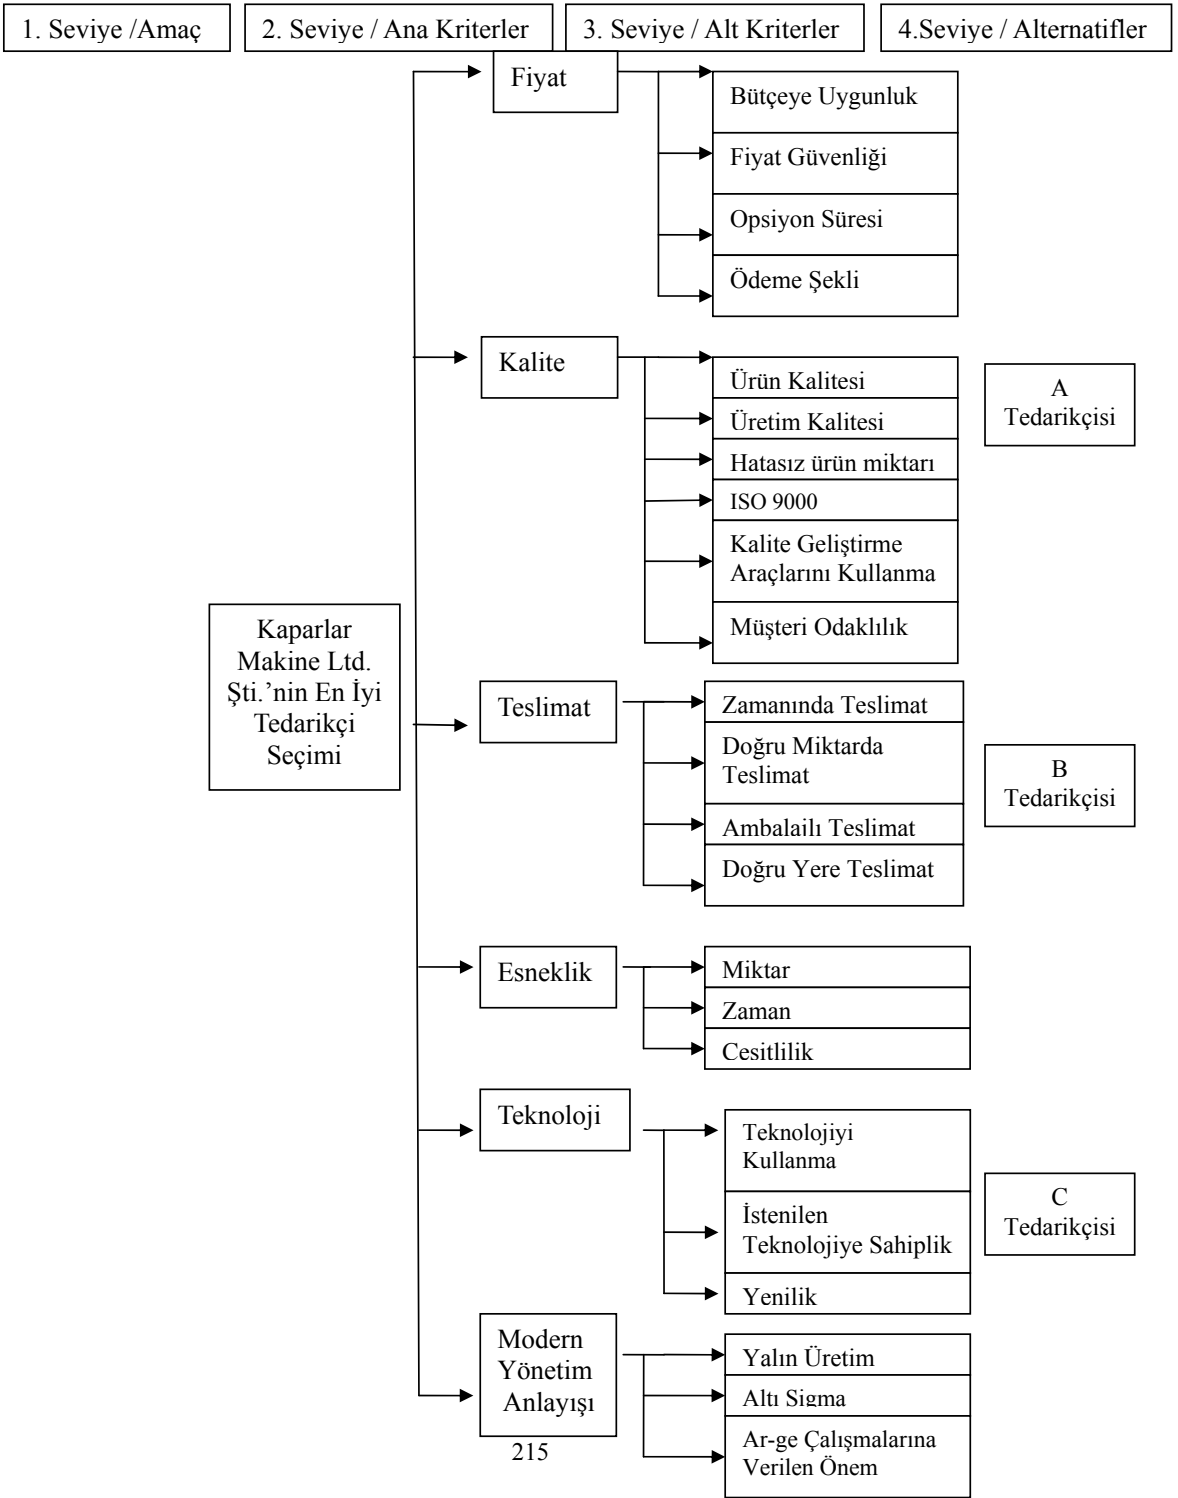 1. Seviye /Amaç
2. Seviye / Ana Kriterler
3. Seviye / Alt Kriterler
4.Seviye / Alternatifler
Fiyat
Bütçeye Uygunluk
Fiyat Güvenliği
Opsiyon Süresi
Ödeme Şekli
Kalite
Ürün Kalitesi
Üretim Kalitesi
Hatasız ürün miktarı
ISO 9000
Kalite Geliştirme
Araçlarını Kullanma
Müşteri Odaklılık
A
Tedarikçisi
Kaparlar
Makine Ltd.
Şti.’nin En İyi
Tedarikçi
Seçimi
Teslimat
Zamanında Teslimat
Doğru Miktarda
Teslimat
Ambalajlı Teslimat
Doğru Yere Teslimat
B
Tedarikçisi
Esneklik
Miktar
Zaman
Çeşitlilik
Teknoloji
Teknolojiyi
Kullanma
İstenilen
Teknolojiye Sahiplik
Yenilik
C
Tedarikçisi
Modern
Yönetim
Anlayışı
Yalın Üretim
Altı Sigma
Ar-ge Çalışmalarına
Verilen Önem
215